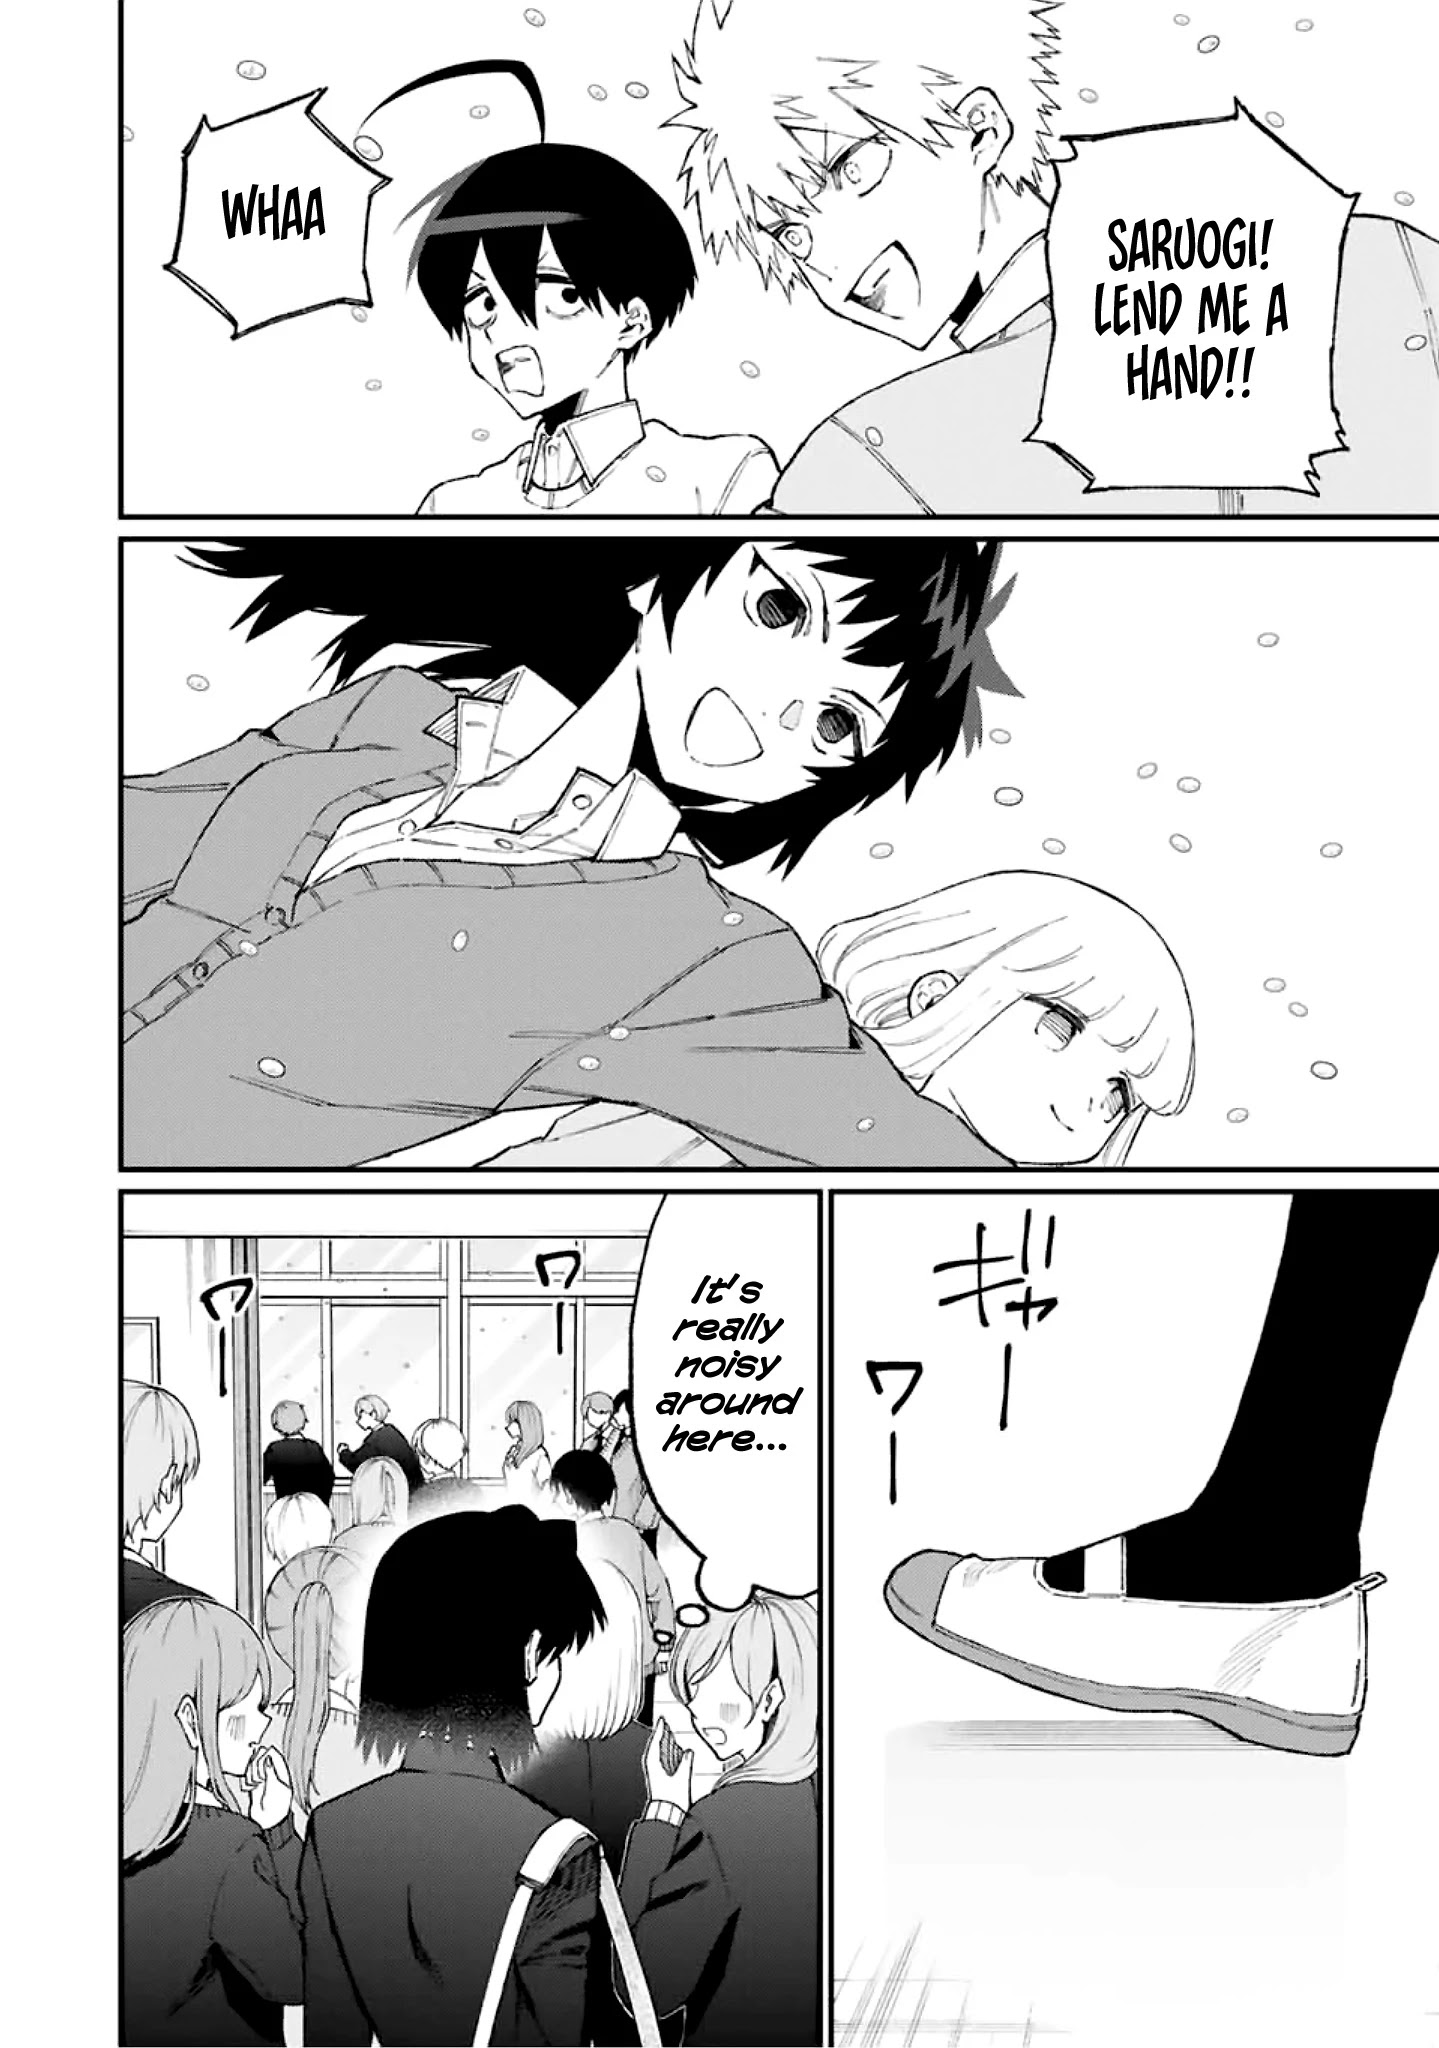 SARUOGI!
LEND ME A
HAND!!
WHAA
ギャー
ワー
It's
really
noisy
around
here...
ワー
ワー